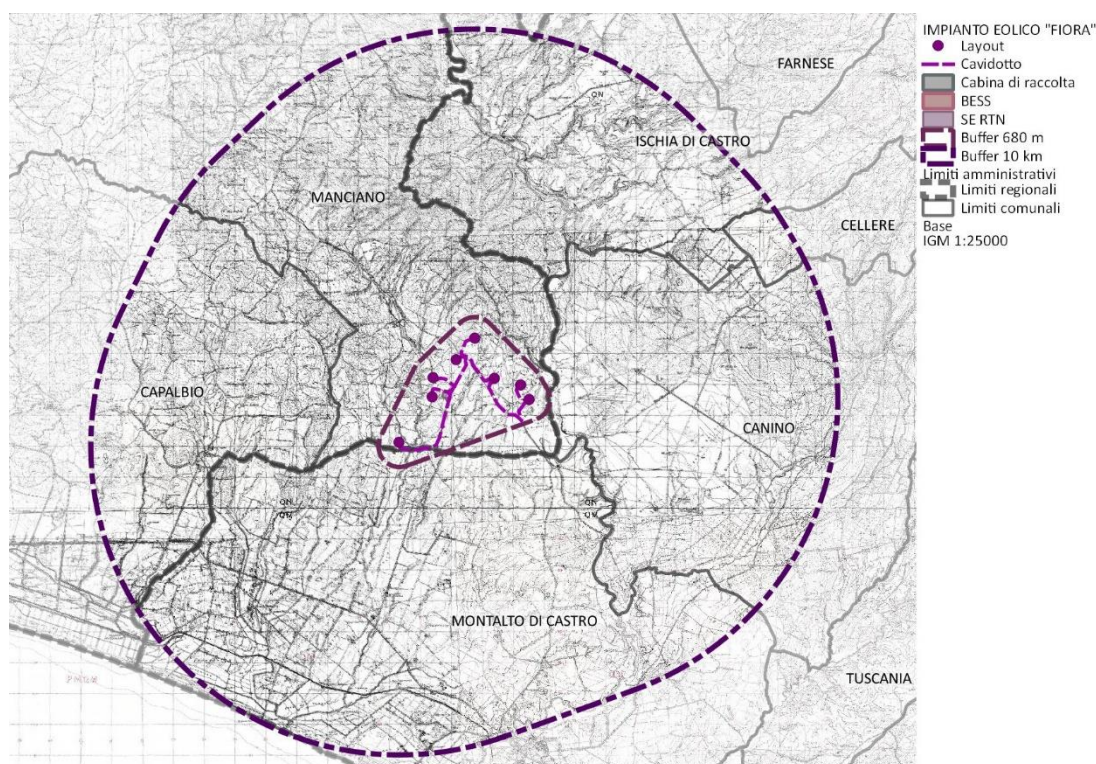 IMPIANTO EOLICO "FIORA"
Layout
Cavidotto
Cabina di raccolta
BESS
SE RTN
Buffer 680 m
Buffer 10 km
Limiti amministrativi
Limiti regionali
Limiti comunali
Base
IGM 1:25000
FARNESE
ISCHIA DI CASTRO
MANCIANO
CELLERE
CAPALBIO
CANINO
MONTALTO DI CASTRO
TUSCANIA